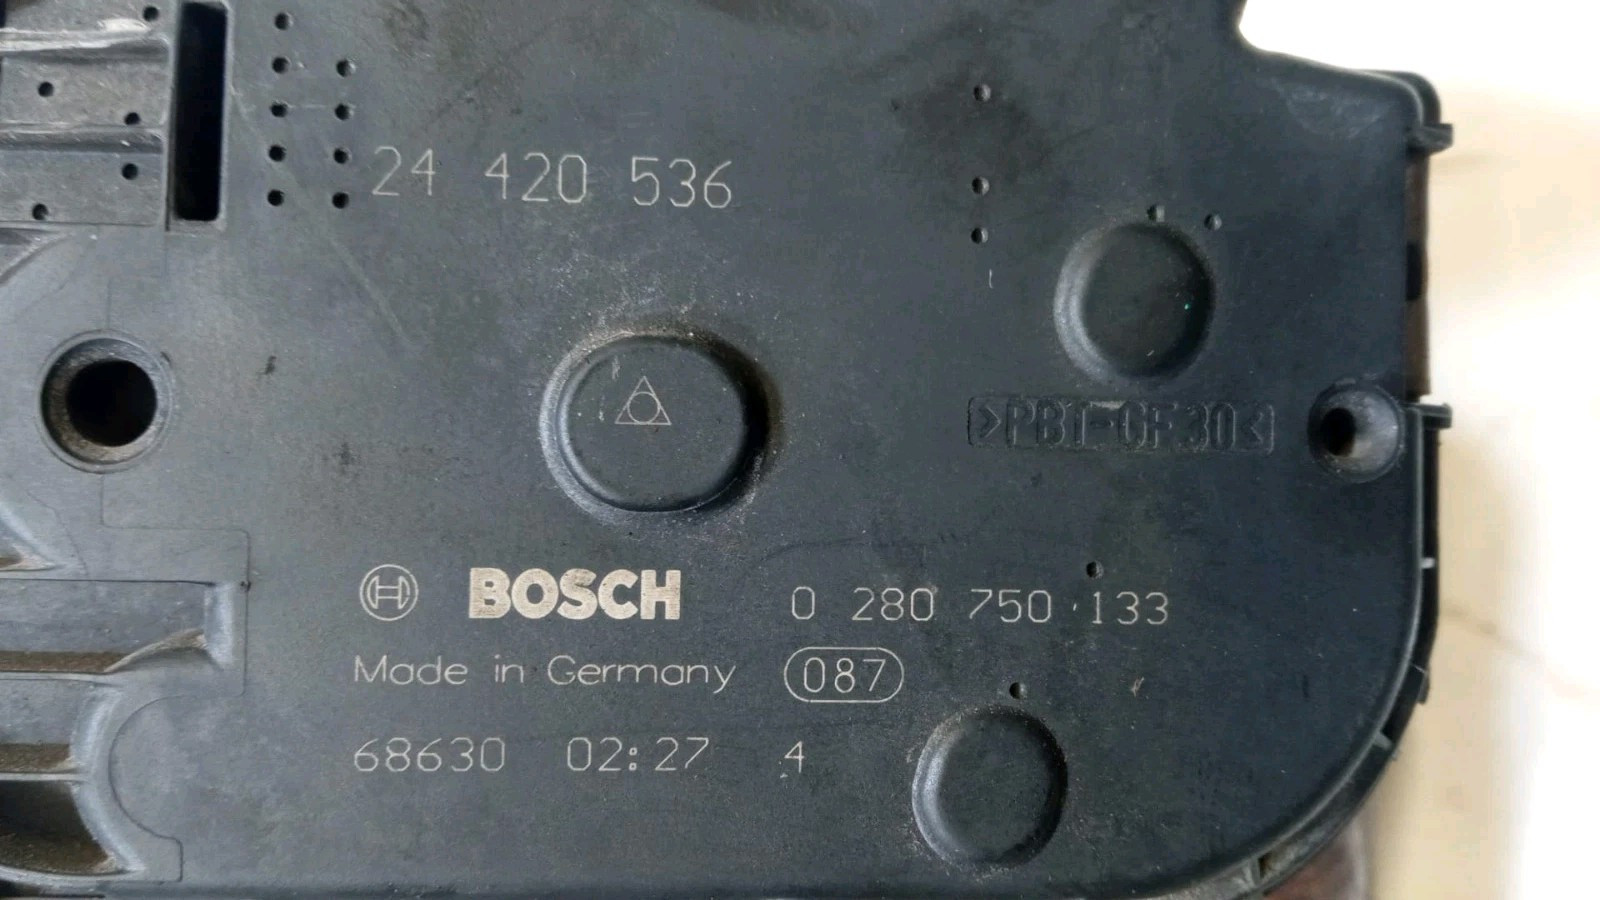 24 420 536
>PBT-GF30<
BOSCH 0 280 750 133
Made in Germany 087
68630 02:27 4